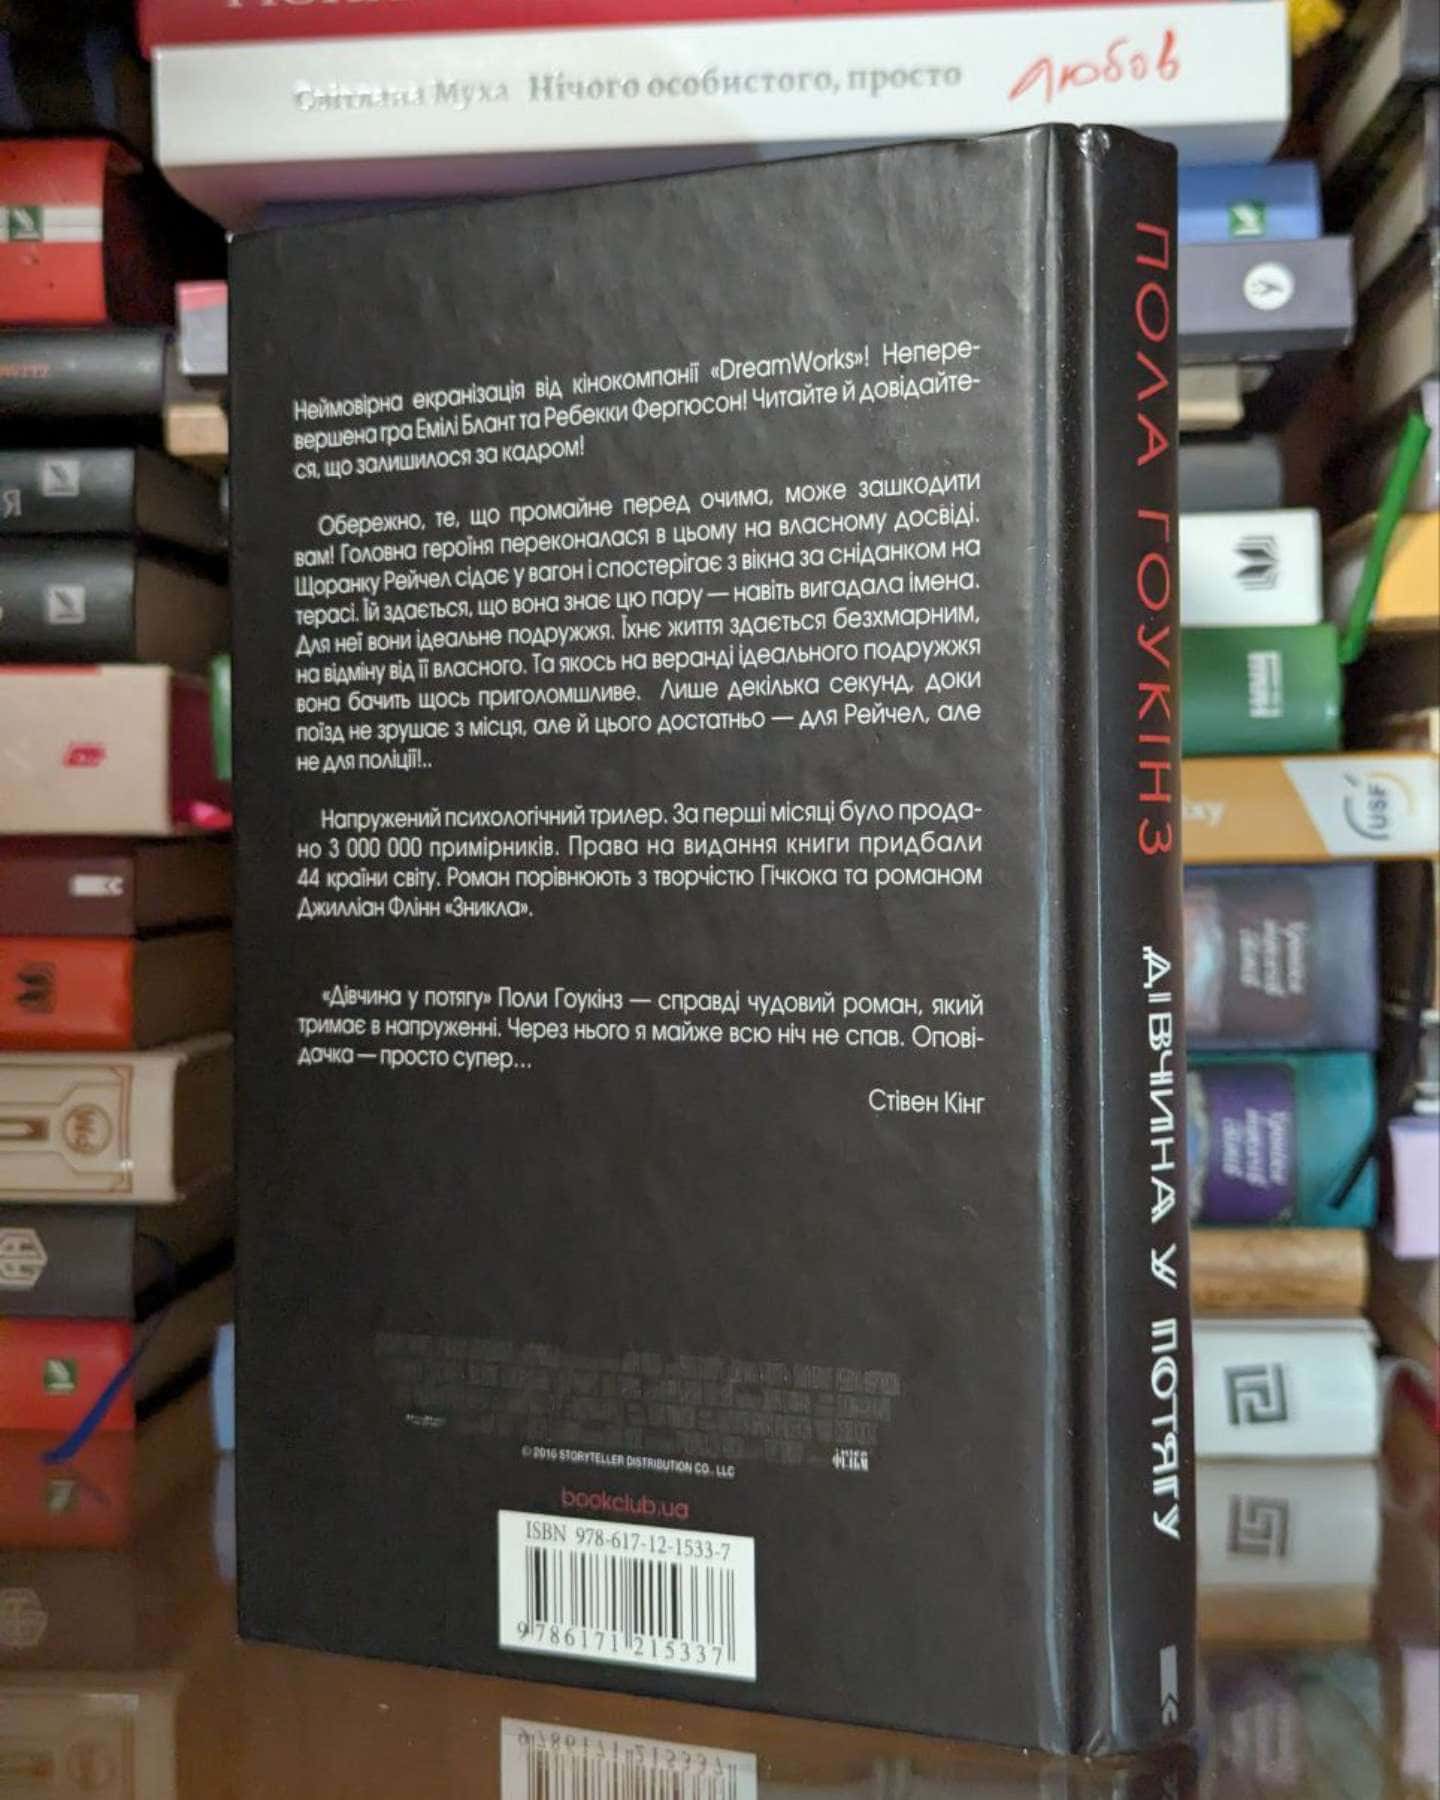 Світлана Муха Нічого особистого, просто любов
Неймовірна екранізація від кінокомпанії «DreamWorks»! Непере-
вершена гра Емілі Блант та Ребекки Фергюсон! Читайте й довідайте-
ся, що залишилося за кадром!
Обережно, те, що промайне перед очима, може зашкодити
вам! Головна героїня переконалася в цьому на власному досвіді.
Щоранку Рейчел сідає у вагон і спостерігає з вікна за сніданком на
терасі. Їй здається, що вона знає цю пару — навіть вигадала імена.
Для неї вони ідеальне подружжя. Їхнє життя здається безхмарним,
на відміну від її власного. Та якось на веранді ідеального подружжя
вона бачить щось приголомшливе. Лише декілька секунд, доки
поїзд не зрушає з місця, але й цього достатньо — для Рейчел, але
не для поліції!..
Напружений психологічний трилер. За перші місяці було прода-
но 3 000 000 примірників. Права на видання книги придбали
44 країни світу. Роман порівнюють з творчістю Гічкока та романом
Джилліан Флінн «Зникла».
«Дівчина у потягу» Поли Гоукінз — справді чудовий роман, який
тримає в напруженні. Через нього я майже всю ніч не спав. Опові-
дачка — просто супер...
Стівен Кінг
© 2016 STORYTELLER DISTRIBUTION CO., LLC
bookclub.ua
ISBN 978-617-12-1533-7
9 786171 215337
ПОЛА ГОУКІНЗ ДІВЧИНА У ПОТЯГУ
USF